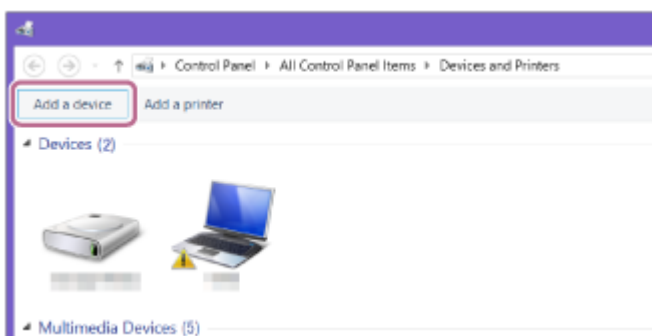 Control Panel All Control Panel Items Devices and Printers
Add a device Add a printer
Devices (2)
Multimedia Devices (5)